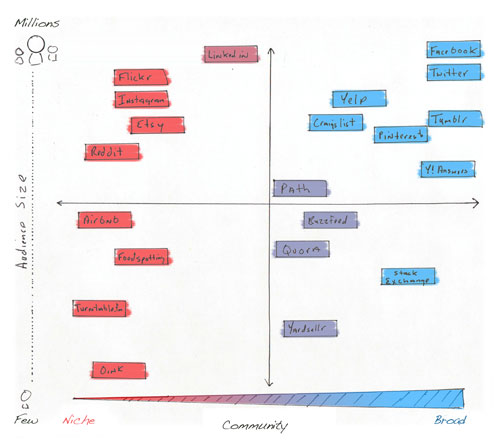 Millions
Linkedin
Facebook
Flickr
Twitter
Instagram
Yelp
Etsy
Craigslist
Tumblr
Pinterest
Reddit
Y! Answers
Path
Airbnb
Buzzfeed
Foodspotting
Quora
Stack
Exchange
Turntable.fm
Yardsellr
Oink
Audience Size
Few
Niche
Community
Broad